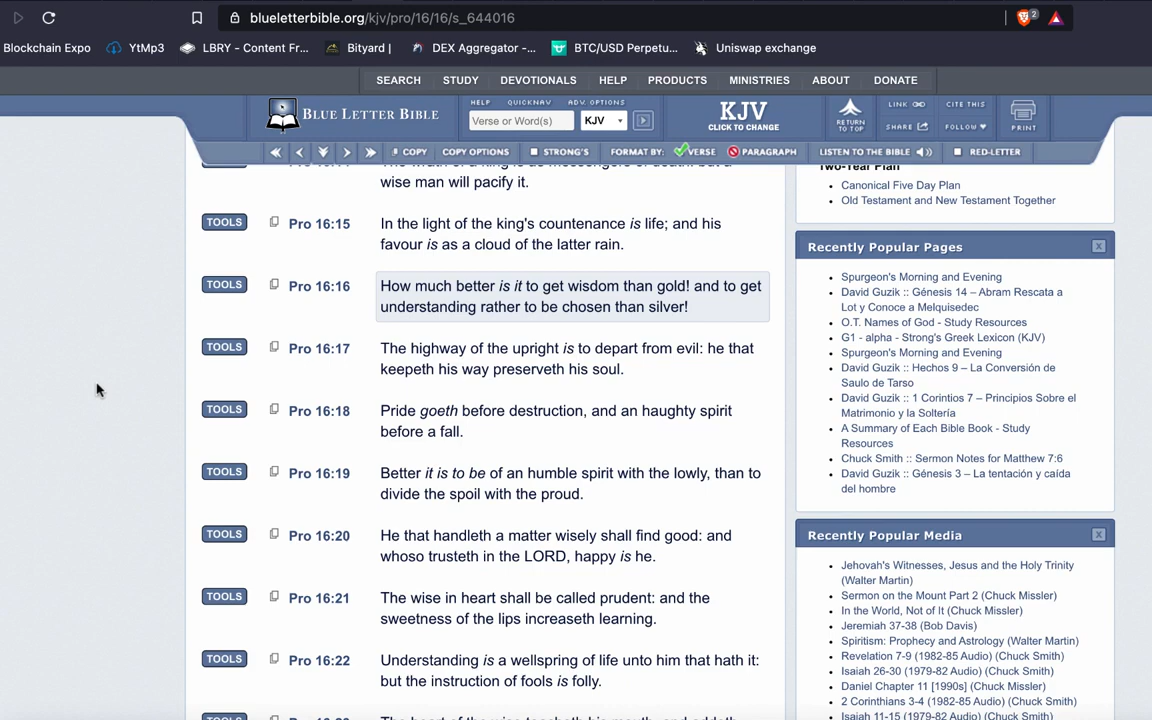 blueletterbible.org/kjv/pro/16/16/s_644016
2
Blockchain Expo
YtMp3
LBRY - Content Fr...
Bityard |
DEX Aggregator -...
BTC/USD Perpetu...
Uniswap exchange
SEARCH STUDY DEVOTIONALS HELP PRODUCTS MINISTRIES ABOUT DONATE
BLUE LETTER BIBLE
HELP QUICKNAV ADV. OPTIONS
Verse or Word(s) KJV
KJV
CLICK TO CHANGE
RETURN
TO TOP
LINK
CITE THIS
SHARE
FOLLOW
PRINT
COPY COPY OPTIONS STRONG'S FORMAT BY: VERSE PARAGRAPH LISTEN TO THE BIBLE RED-LETTER
wise man will pacify it.
TOOLS Pro 16:15 In the light of the king's countenance is life; and his
favour is as a cloud of the latter rain.
TOOLS Pro 16:16 How much better is it to get wisdom than gold! and to get
understanding rather to be chosen than silver!
TOOLS Pro 16:17 The highway of the upright is to depart from evil: he that
keepeth his way preserveth his soul.
TOOLS Pro 16:18 Pride goeth before destruction, and an haughty spirit
before a fall.
TOOLS Pro 16:19 Better it is to be of an humble spirit with the lowly, than to
divide the spoil with the proud.
TOOLS Pro 16:20 He that handleth a matter wisely shall find good: and
whoso trusteth in the LORD, happy is he.
TOOLS Pro 16:21 The wise in heart shall be called prudent: and the
sweetness of the lips increaseth learning.
TOOLS Pro 16:22 Understanding is a wellspring of life unto him that hath it:
but the instruction of fools is folly.
Two-Year Plan
Canonical Five Day Plan
Old Testament and New Testament Together
Recently Popular Pages
Spurgeon's Morning and Evening
David Guzik :: Génesis 14 – Abram Rescata a
Lot y Conoce a Melquisedec
O.T. Names of God - Study Resources
G1 - alpha - Strong's Greek Lexicon (KJV)
Spurgeon's Morning and Evening
David Guzik :: Hechos 9 – La Conversión de
Saulo de Tarso
David Guzik :: 1 Corintios 7 – Principios Sobre el
Matrimonio y la Soltería
A Summary of Each Bible Book - Study
Resources
Chuck Smith :: Sermon Notes for Matthew 7:6
David Guzik :: Génesis 3 – La tentación y caída
del hombre
Recently Popular Media
Jehovah's Witnesses, Jesus and the Holy Trinity
(Walter Martin)
Sermon on the Mount Part 2 (Chuck Missler)
In the World, Not of It (Chuck Missler)
Jeremiah 37-38 (Bob Davis)
Spiritism: Prophecy and Astrology (Walter Martin)
Revelation 7-9 (1982-85 Audio) (Chuck Smith)
Isaiah 26-30 (1979-82 Audio) (Chuck Smith)
Daniel Chapter 11 [1990s] (Chuck Missler)
2 Corinthians 3-4 (1982-85 Audio) (Chuck Smith)
Isaiah 11-15 (1979-82 Audio) (Chuck Smith)